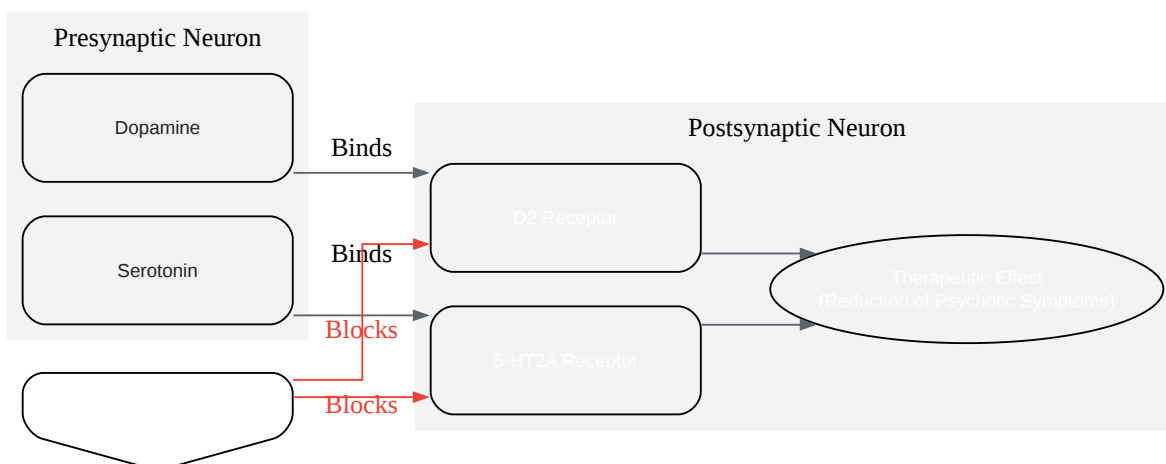 Presynaptic Neuron
Dopamine
Serotonin
Binds
Binds
Blocks
Blocks
Postsynaptic Neuron
D2 Receptor
5-HT2A Receptor
Therapeutic Effect
(Reduction of Psychotic Symptoms)